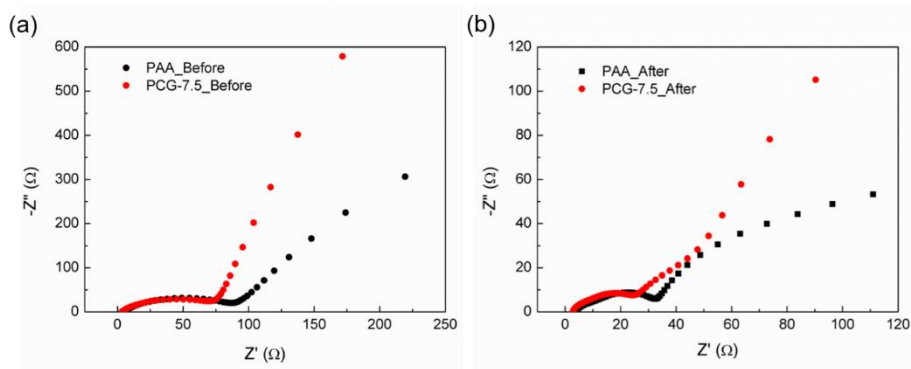 (a)
600
500
400
300
200
100
0
-Z'' (Ω)
PAA_Before
PCG-7.5_Before
0 50 100 150 200 250
Z' (Ω)
(b)
120
100
80
60
40
20
0
-Z'' (Ω)
PAA_After
PCG-7.5_After
0 20 40 60 80 100 120
Z' (Ω)